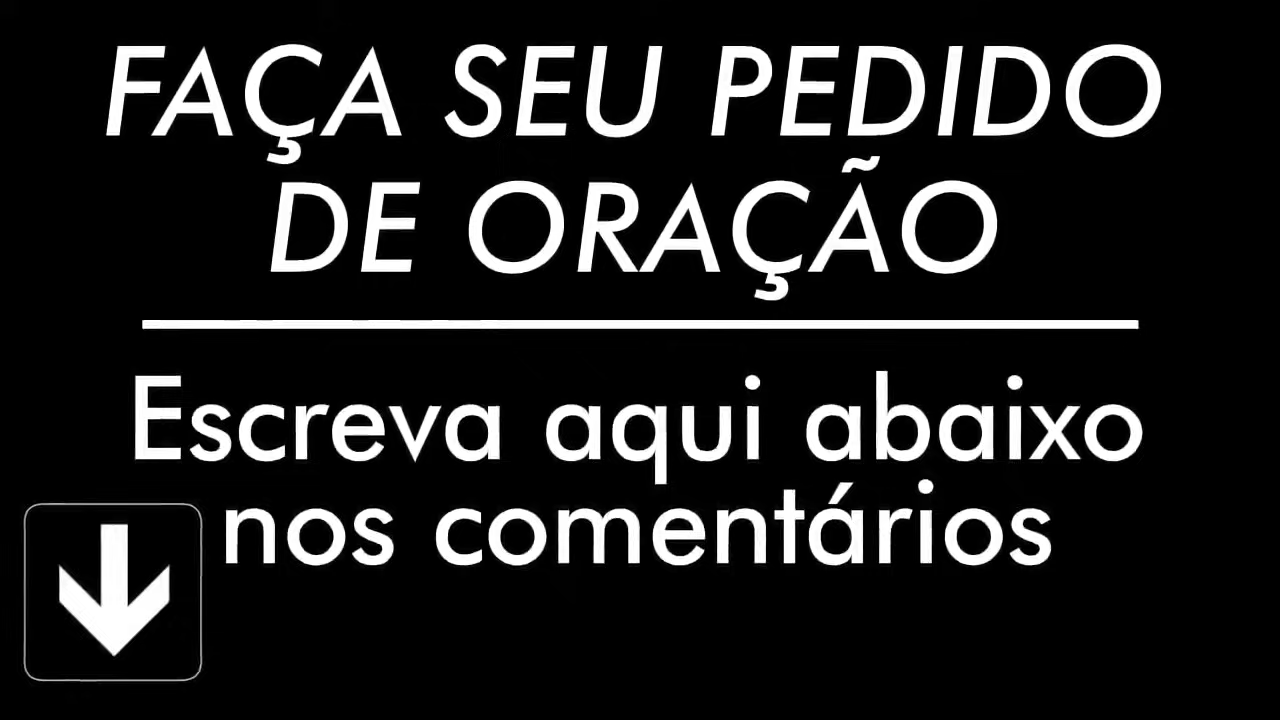 FAÇA SEU PEDIDO
DE ORAÇÃO
Escreva aqui abaixo
nos comentários